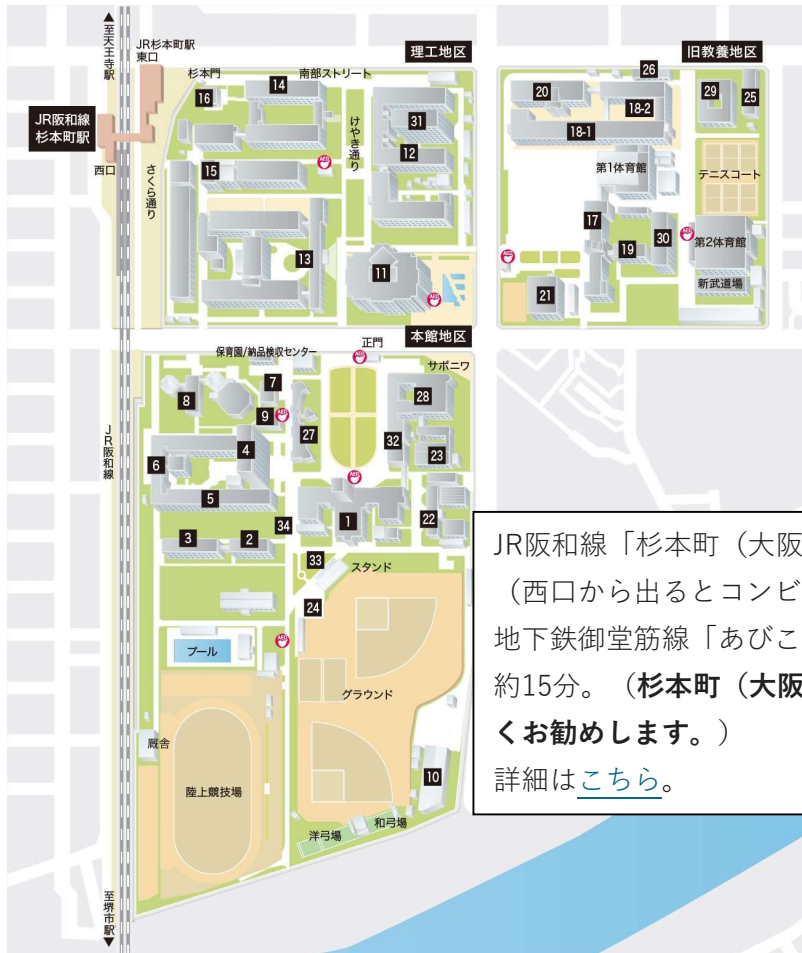 ▲至天王寺駅
JR杉本町駅
東口
JR阪和線
杉本町駅
西口
さくら通り
理工地区
杉本門
南部ストリート
けやき通り
14
16
31
12
15
13
11
AED
AED
旧教養地区
26
20
29
25
18-2
18-1
第1体育館
テニスコート
17
19
30
AED
第2体育館
AED
21
新武道場
本館地区
正門
保育園/納品検収センター
AED
サボニワ
7
8
28
9
AED
27
32
4
23
6
AED
5
1
22
34
3
2
33
スタンド
24
プール
AED
グラウンド
厩舎
陸上競技場
10
和弓場
洋弓場
JR阪和線
至堺市駅▼
JR阪和線「杉本町（大阪
（西口から出るとコンビ
地下鉄御堂筋線「あびこ
約15分。（杉本町（大阪
くお勧めします。）
詳細はこちら。